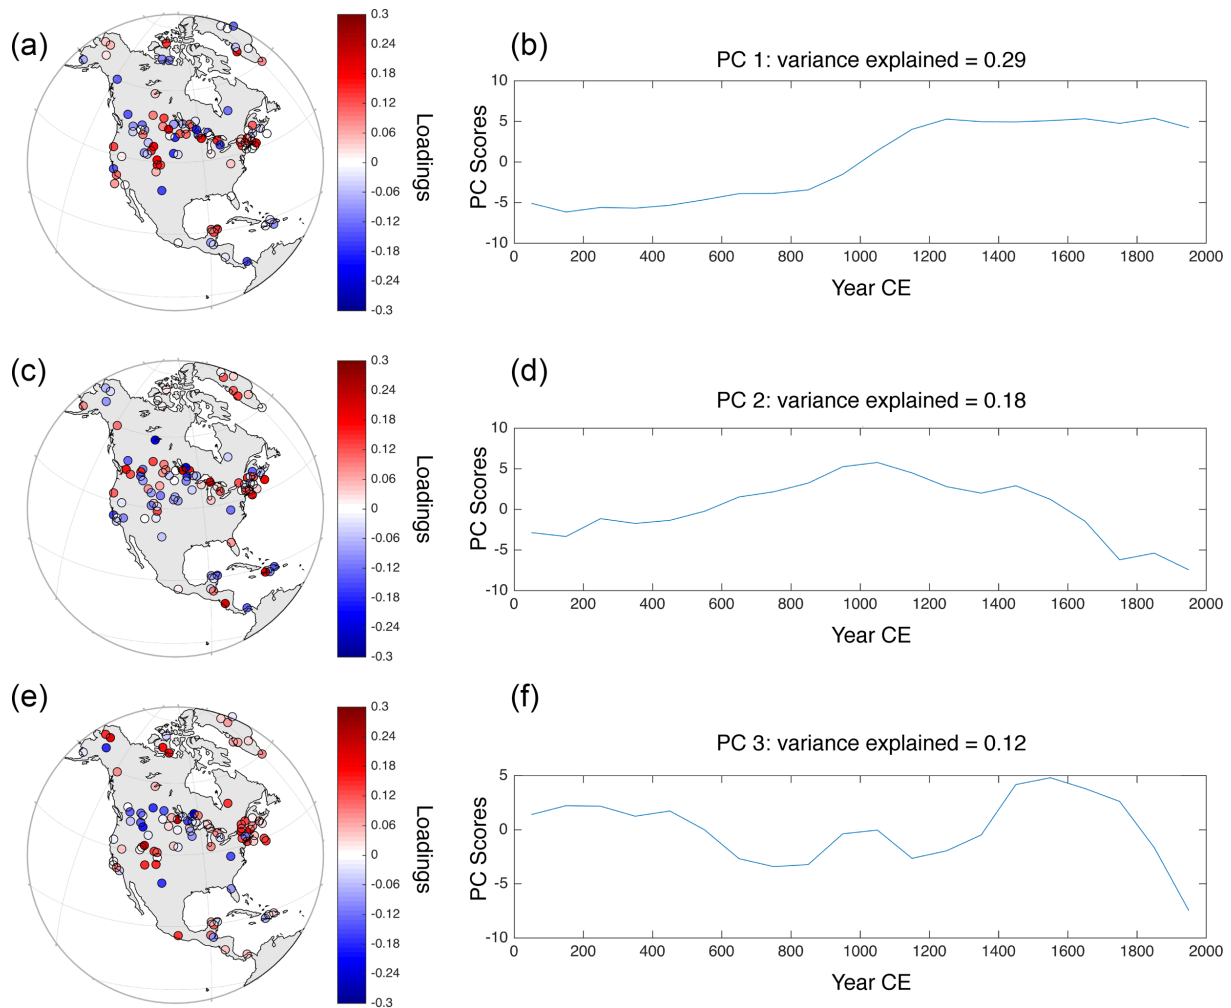 (a)
0.3
0.24
0.18
0.12
0.06
0
-0.06
-0.12
-0.18
-0.24
-0.3
Loadings
(b)
PC 1: variance explained = 0.29
10
5
0
-5
-10
PC Scores
0 200 400 600 800 1000 1200 1400 1600 1800 2000
Year CE
(c)
0.3
0.24
0.18
0.12
0.06
0
-0.06
-0.12
-0.18
-0.24
-0.3
Loadings
(d)
PC 2: variance explained = 0.18
10
5
0
-5
-10
PC Scores
0 200 400 600 800 1000 1200 1400 1600 1800 2000
Year CE
(e)
0.3
0.24
0.18
0.12
0.06
0
-0.06
-0.12
-0.18
-0.24
-0.3
Loadings
(f)
PC 3: variance explained = 0.12
5
0
-5
-10
PC Scores
0 200 400 600 800 1000 1200 1400 1600 1800 2000
Year CE